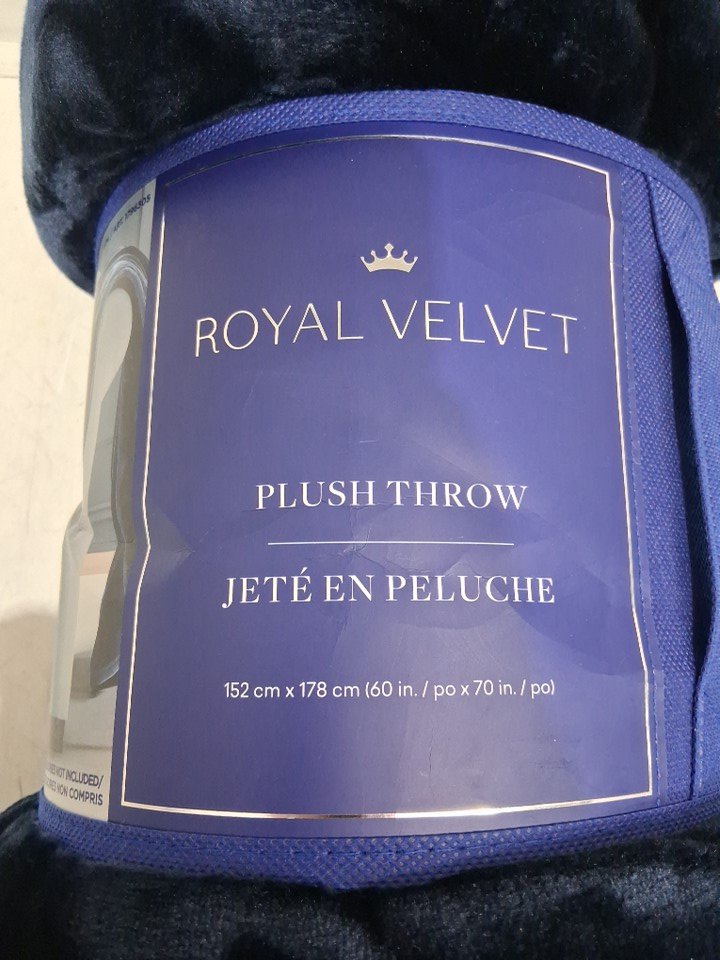 ROYAL VELVET
PLUSH THROW
JETÉ EN PELUCHE
152 cm x 178 cm (60 in. / po x 70 in. / po)
NOT INCLUDED/
NON COMPRIS